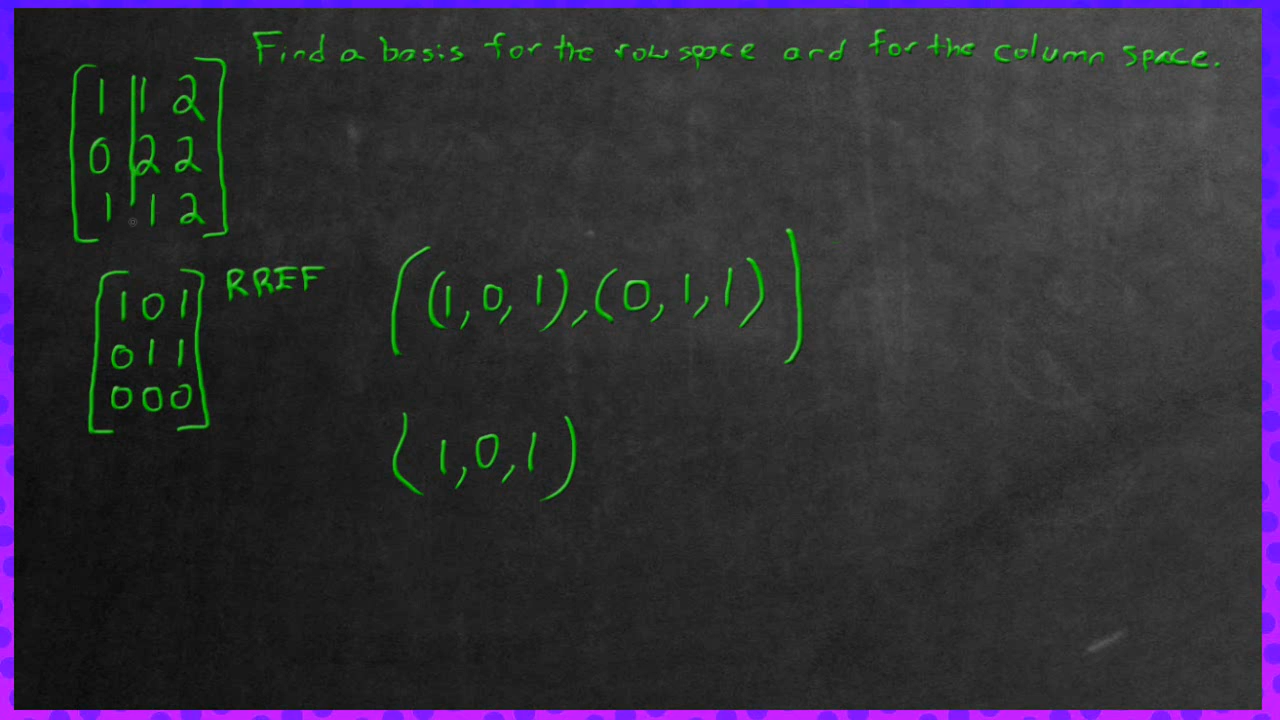 Find a basis for the row space and for the column space.
1 1 2
0 2 2
1 1 2
RREF
1 0 1
0 1 1
0 0 0
((1,0,1),(0,1,1))
(1,0,1)